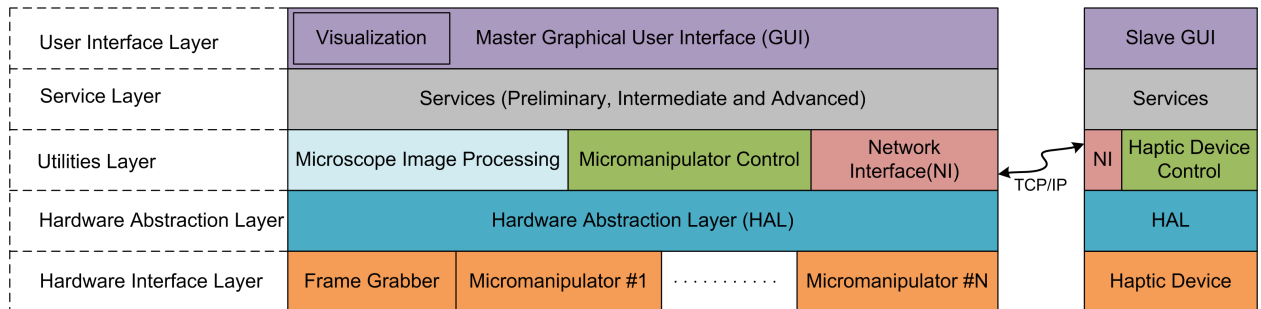 User Interface Layer
Visualization
Master Graphical User Interface (GUI)
Slave GUI
Service Layer
Services (Preliminary, Intermediate and Advanced)
Services
Utilities Layer
Microscope Image Processing
Micromanipulator Control
Network
Interface(NI)
TCP/IP
NI
Haptic Device
Control
Hardware Abstraction Layer
Hardware Abstraction Layer (HAL)
HAL
Hardware Interface Layer
Frame Grabber
Micromanipulator #1
. . . . . . . . . . .
Micromanipulator #N
Haptic Device